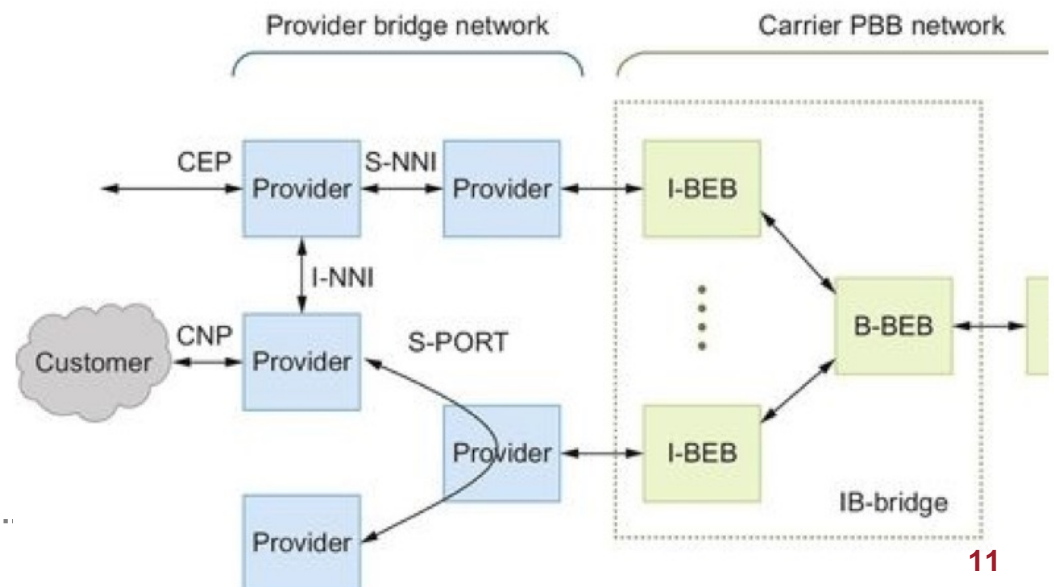 Provider bridge network
Carrier PBB network
CEP
S-NNI
Provider
Provider
I-BEB
I-NNI
B-BEB
Customer
CNP
Provider
S-PORT
Provider
I-BEB
IB-bridge
Provider
11